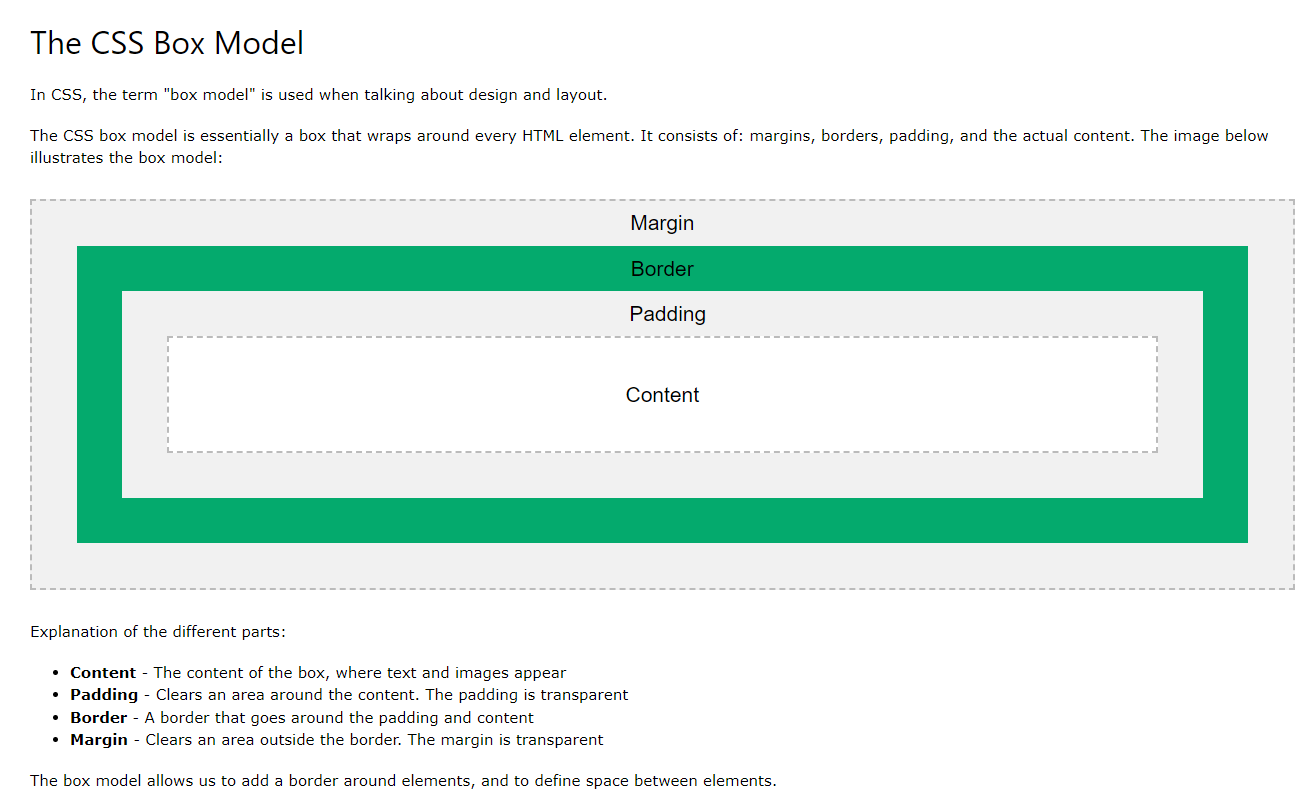 The CSS Box Model
In CSS, the term "box model" is used when talking about design and layout.
The CSS box model is essentially a box that wraps around every HTML element. It consists of: margins, borders, padding, and the actual content. The image below
illustrates the box model:
Margin
Border
Padding
Content
Explanation of the different parts:
• Content - The content of the box, where text and images appear
• Padding - Clears an area around the content. The padding is transparent
• Border - A border that goes around the padding and content
• Margin - Clears an area outside the border. The margin is transparent
The box model allows us to add a border around elements, and to define space between elements.